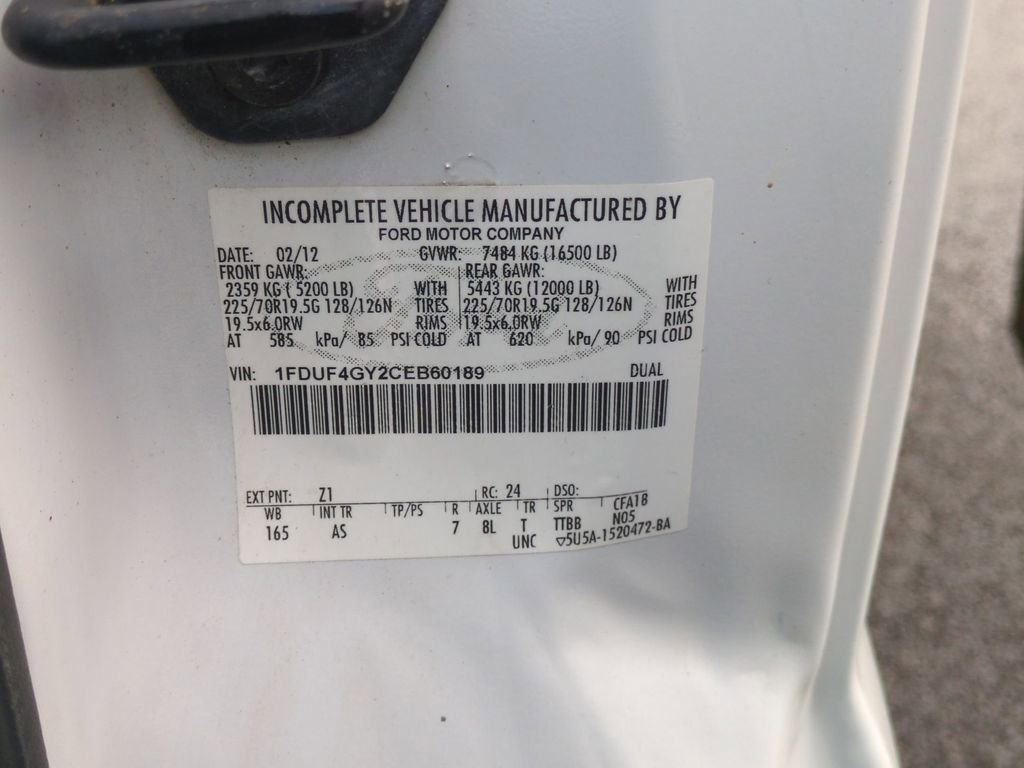 INCOMPLETE VEHICLE MANUFACTURED BY
FORD MOTOR COMPANY
DATE: 02/12 GVWR: 7484 KG (16500 LB)
FRONT GAWR: REAR GAWR:
2359 KG ( 5200 LB) WITH 5443 KG (12000 LB) WITH
225/70R19.5G 128/126N TIRES 225/70R19.5G 128/126N TIRES
19.5x6.0RW RIMS 19.5x6.0RW RIMS
AT 585 kPa/ 85 PSI COLD AT 620 kPa/ 90 PSI COLD
VIN: 1FDUF4GY2CEB60189 DUAL
EXT PNT: Z1 RC: 24 DSO:
WB INT TR TP/PS R AXLE TR SPR CFA1B
165 AS 7 8L T TTBB N05
UNC ▽5U5A-1520472-BA